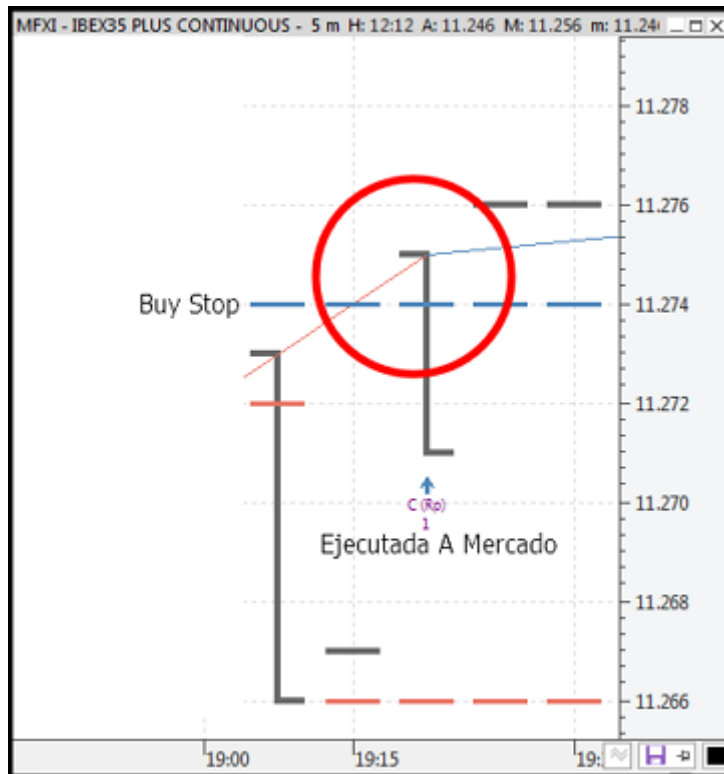 MFXI - IBEX35 PLUS CONTINUOUS - 5 m H: 12:12 A: 11.246 M: 11.256 m: 11.246
11.278
11.276
Buy Stop
11.274
11.272
11.270
C (Rp)
1
Ejecutada A Mercado
11.268
11.266
19:00 19:15 19: